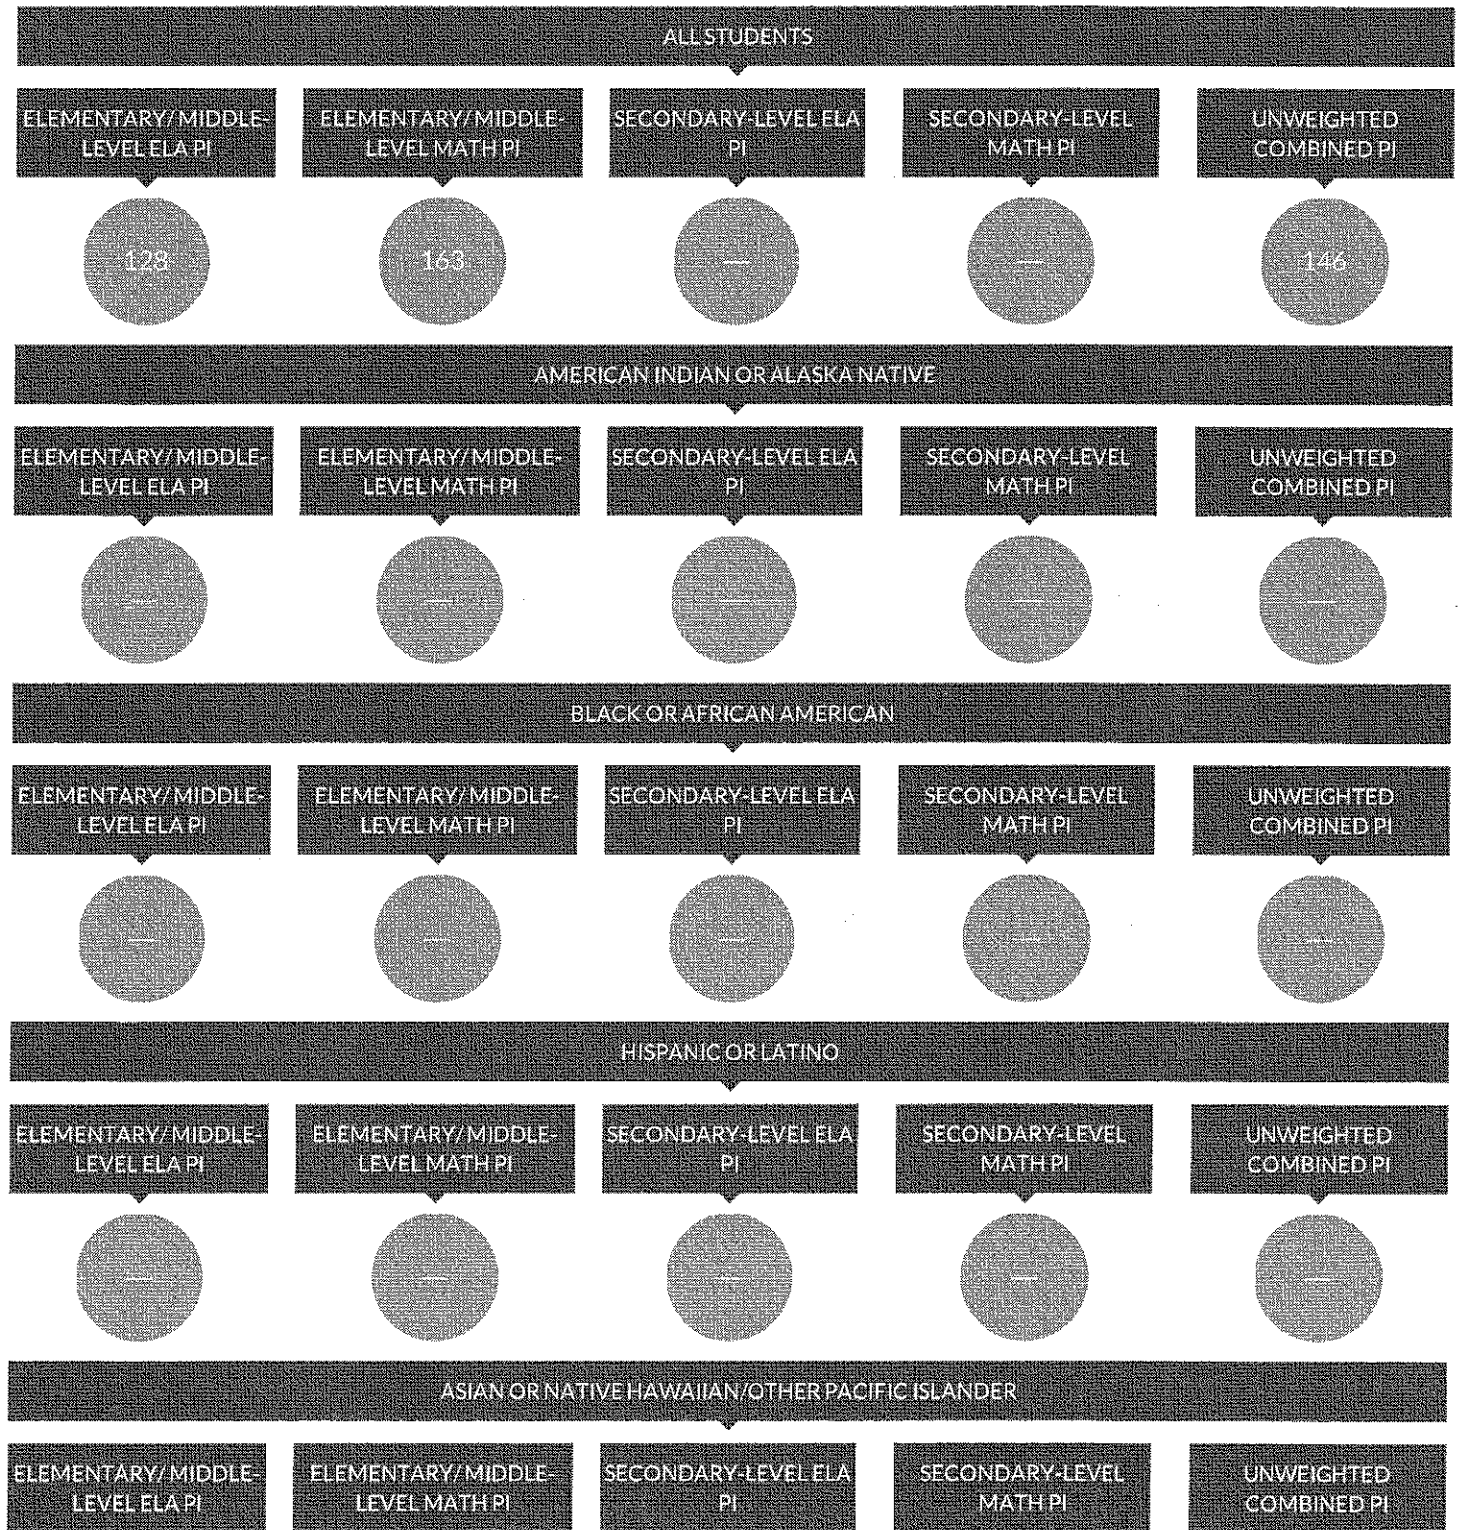 ALL STUDENTS
ELEMENTARY/MIDDLE-
LEVEL ELA PI
ELEMENTARY/MIDDLE-
LEVEL MATH PI
SECONDARY-LEVEL ELA
PI
SECONDARY-LEVEL
MATH PI
UNWEIGHTED
COMBINED PI
128
163
—
—
146
AMERICAN INDIAN OR ALASKA NATIVE
ELEMENTARY/MIDDLE-
LEVEL ELA PI
ELEMENTARY/MIDDLE-
LEVEL MATH PI
SECONDARY-LEVEL ELA
PI
SECONDARY-LEVEL
MATH PI
UNWEIGHTED
COMBINED PI
—
—
—
—
—
BLACK OR AFRICAN AMERICAN
ELEMENTARY/MIDDLE-
LEVEL ELA PI
ELEMENTARY/MIDDLE-
LEVEL MATH PI
SECONDARY-LEVEL ELA
PI
SECONDARY-LEVEL
MATH PI
UNWEIGHTED
COMBINED PI
—
—
—
—
—
HISPANIC OR LATINO
ELEMENTARY/MIDDLE-
LEVEL ELA PI
ELEMENTARY/MIDDLE-
LEVEL MATH PI
SECONDARY-LEVEL ELA
PI
SECONDARY-LEVEL
MATH PI
UNWEIGHTED
COMBINED PI
—
—
—
—
—
ASIAN OR NATIVE HAWAIIAN/OTHER PACIFIC ISLANDER
ELEMENTARY/MIDDLE-
LEVEL ELA PI
ELEMENTARY/MIDDLE-
LEVEL MATH PI
SECONDARY-LEVEL ELA
PI
SECONDARY-LEVEL
MATH PI
UNWEIGHTED
COMBINED PI